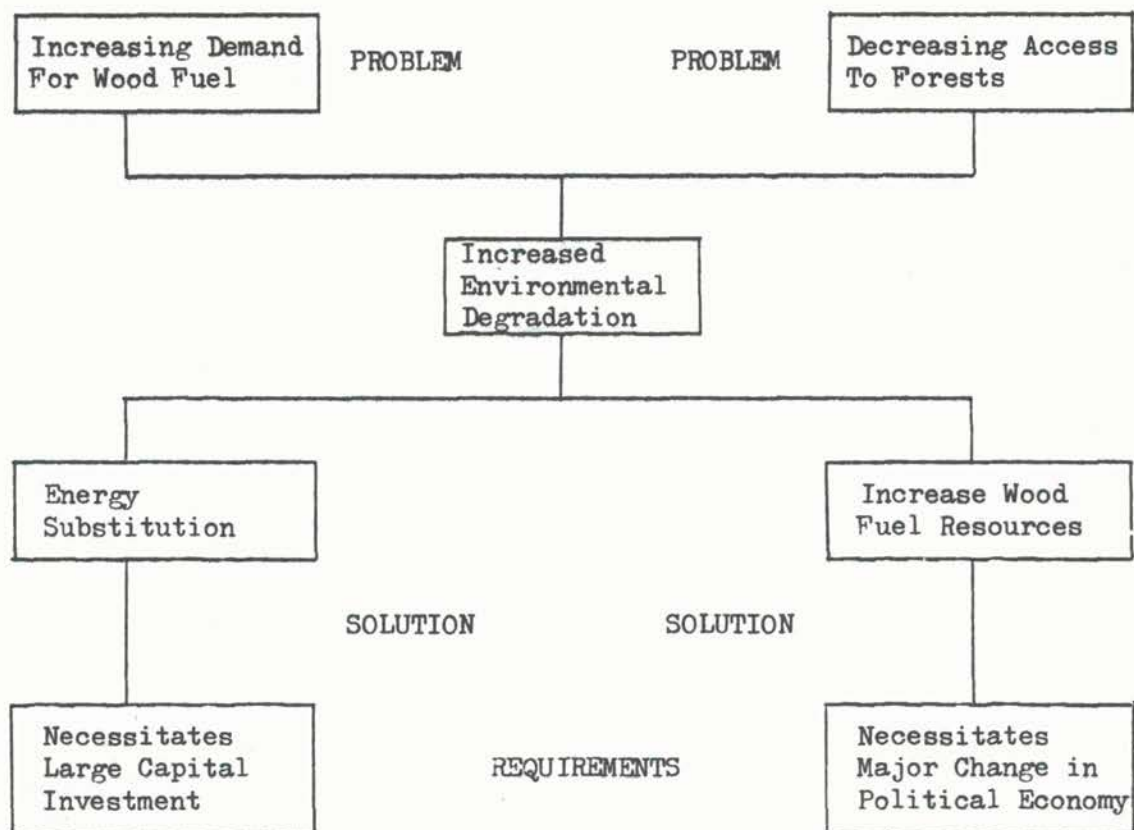 Increasing Demand
For Wood Fuel
PROBLEM
PROBLEM
Decreasing Access
To Forests
Increased
Environmental
Degradation
Energy
Substitution
Increase Wood
Fuel Resources
SOLUTION
SOLUTION
Necessitates
Large Capital
Investment
REQUIREMENTS
Necessitates
Major Change in
Political Economy